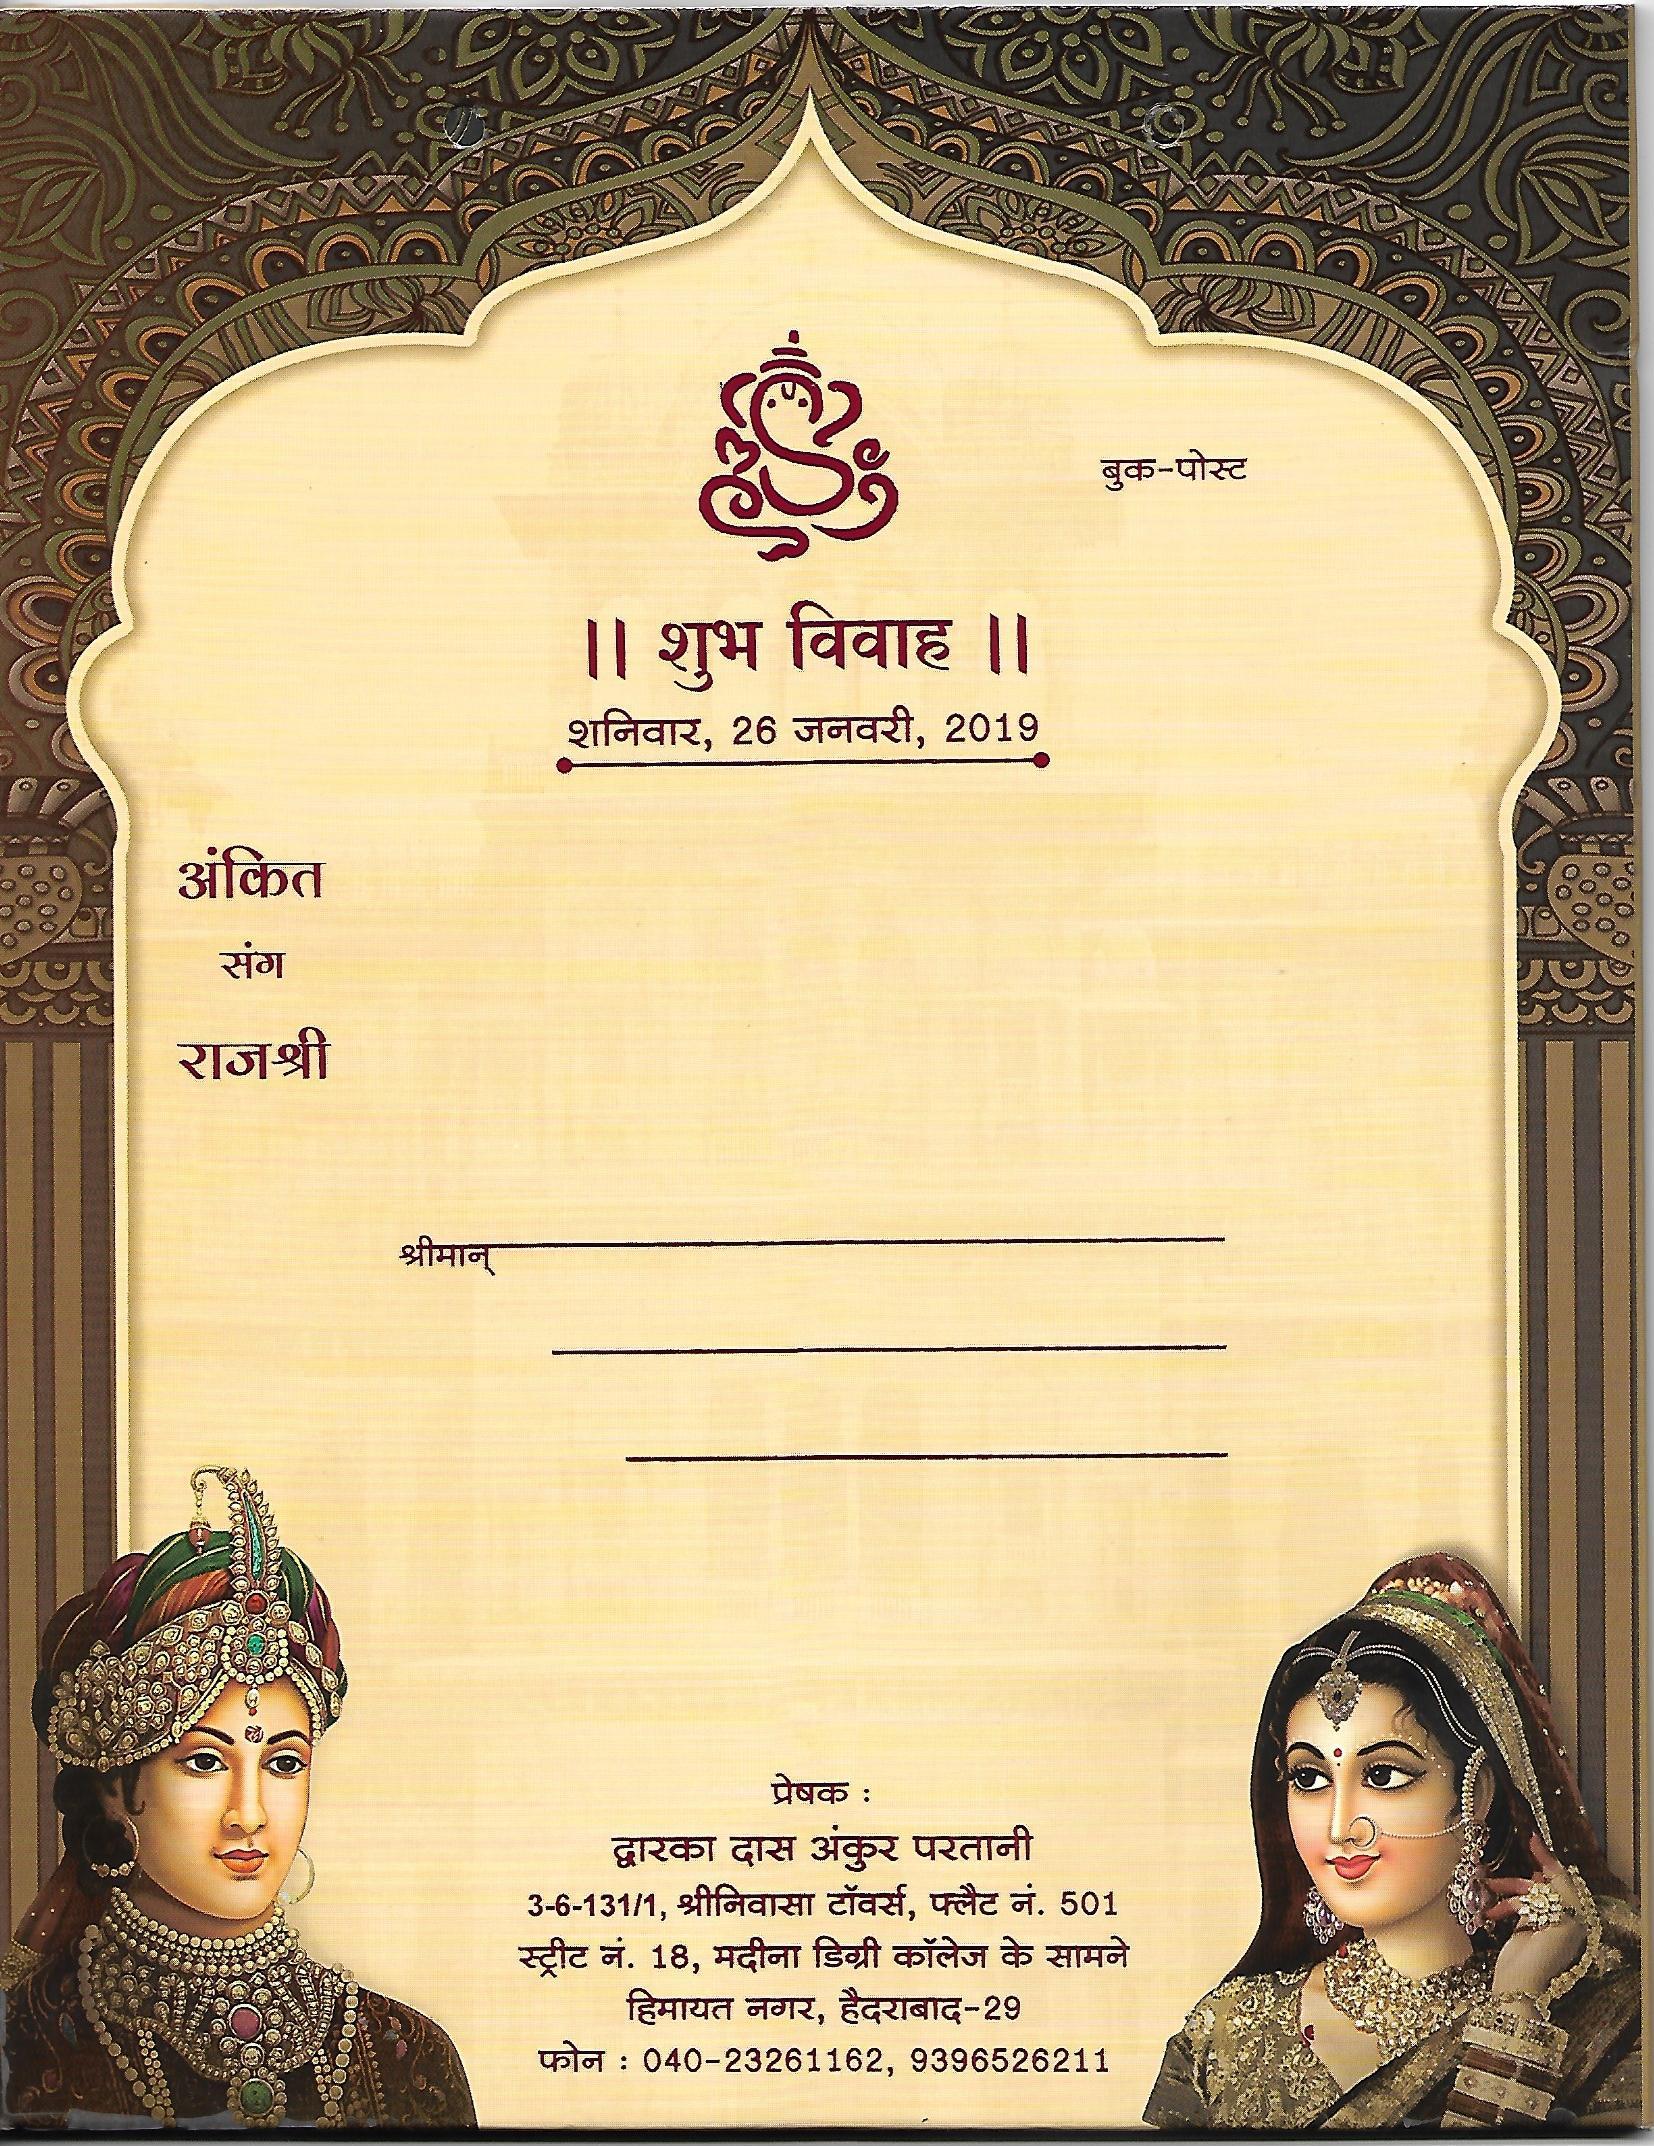 बुक-पोस्ट
|| शुभ विवाह ||
शनिवार, 26 जनवरी, 2019
अंकित
संग
राजश्री
श्रीमान्
प्रेषक :
द्वारका दास अंकुर परतानी
3-6-131/1, श्रीनिवासा टॉवर्स, फ्लैट नं. 501
स्ट्रीट नं. 18, मदीना डिग्री कॉलेज के सामने
हिमायत नगर, हैदराबाद-29
फोन : 040-23261162, 9396526211